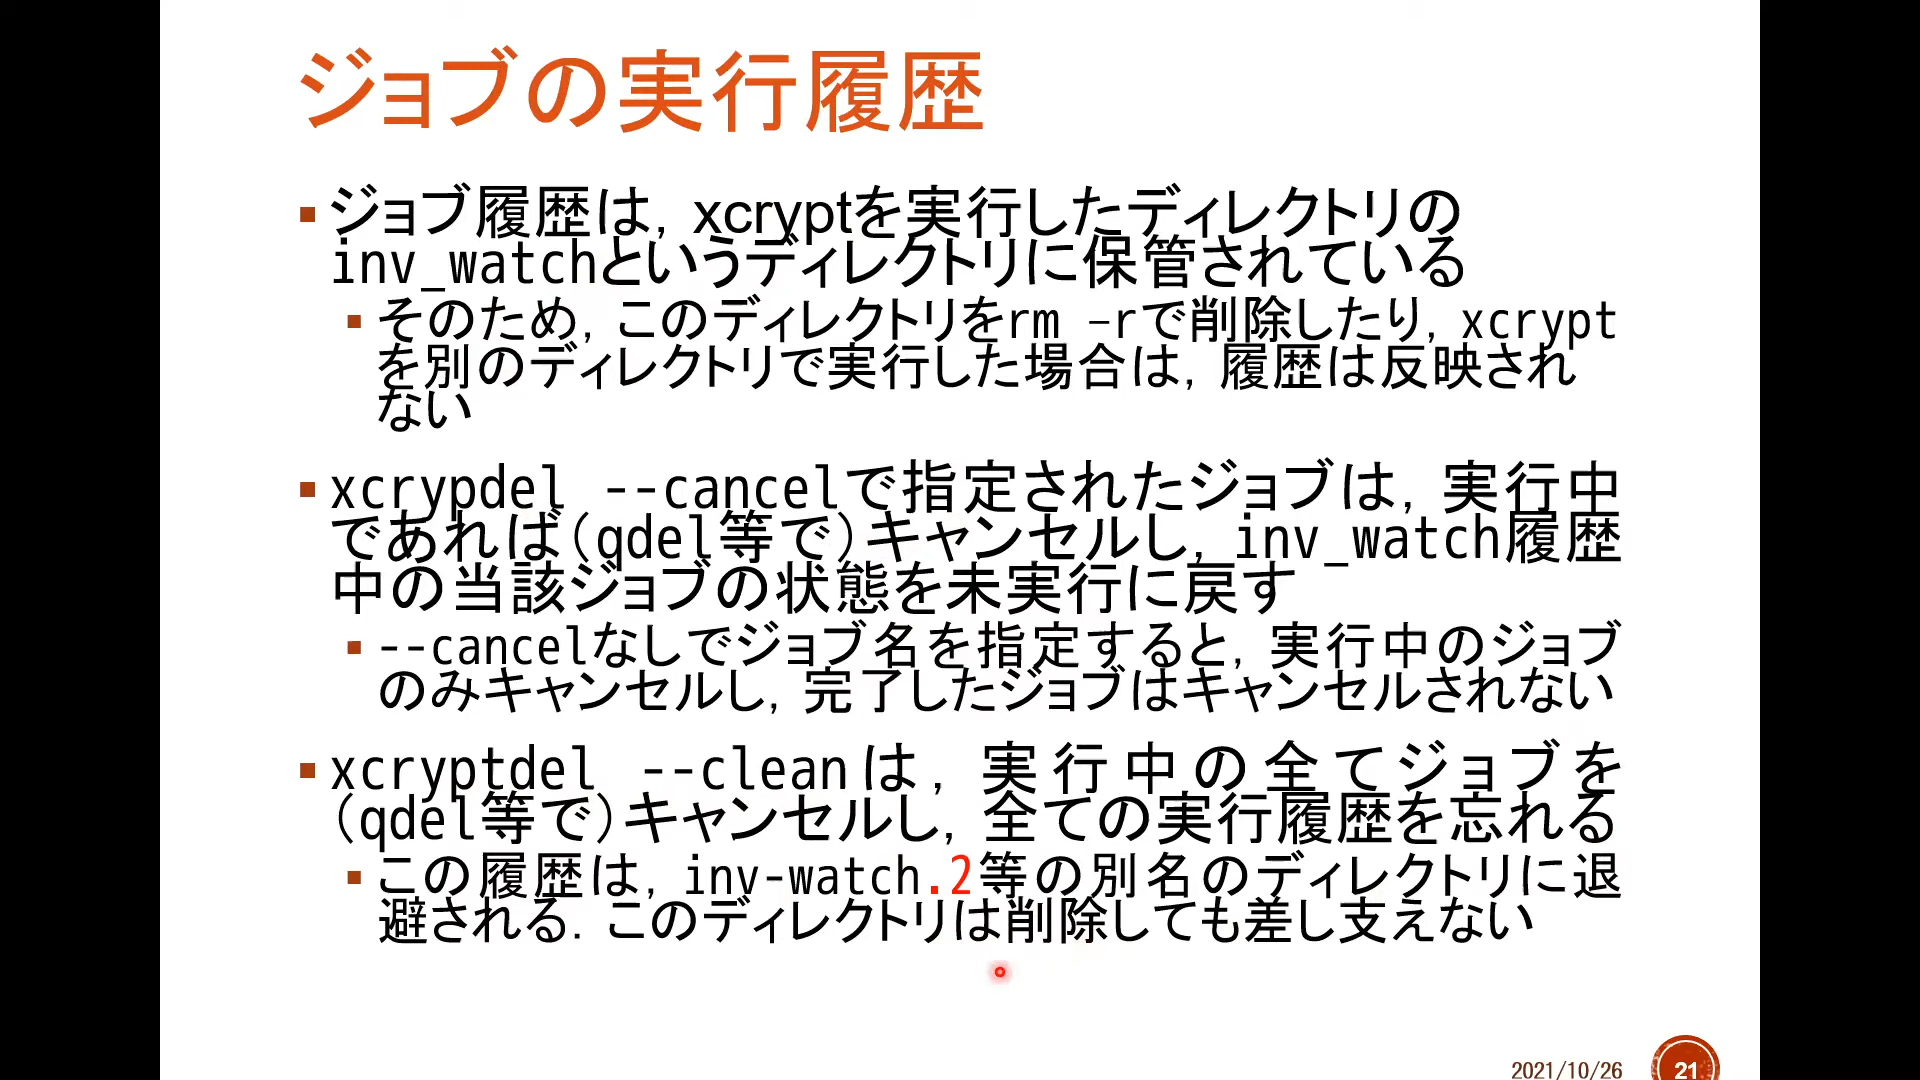 ジョブの実行履歴
ジョブ履歴は，xcryptを実行したディレクトリの
inv_watchというディレクトリに保管されている
そのため，このディレクトリをrm –rで削除したり，xcrypt
を別のディレクトリで実行した場合は，履歴は反映され
ない
xcrypdel --cancelで指定されたジョブは，実行中
であれば（qdel等で）キャンセルし，inv_watch履歴
中の当該ジョブの状態を未実行に戻す
--cancelなしでジョブ名を指定すると，実行中のジョブ
のみキャンセルし，完了したジョブはキャンセルされない
xcryptdel --cleanは，実行中の全てジョブを
（qdel等で）キャンセルし，全ての実行履歴を忘れる
この履歴は，inv-watch.2等の別名のディレクトリに退
避される．このディレクトリは削除しても差し支えない
2021/10/26
21